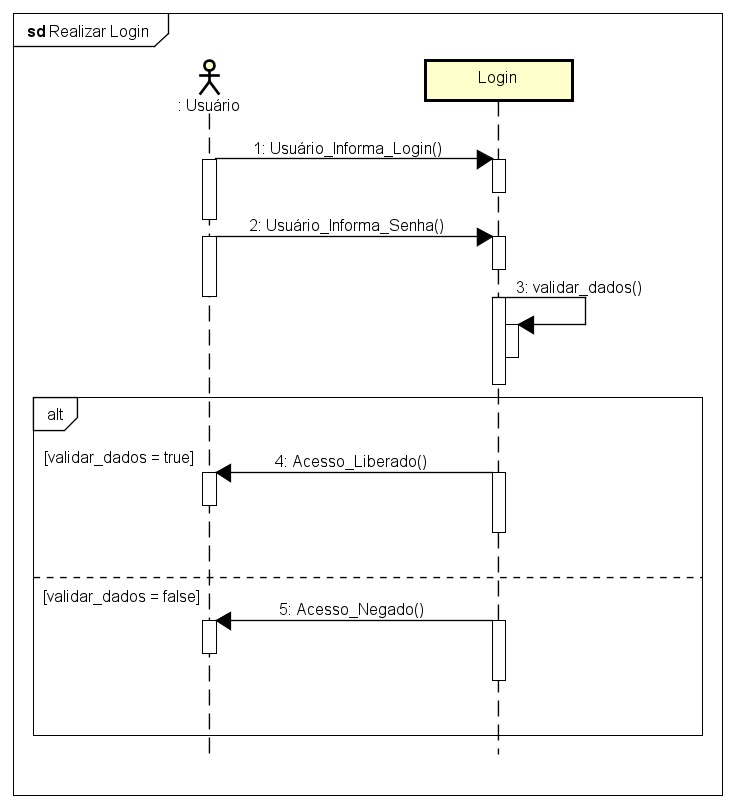 sd Realizar Login
: Usuário
Login
1: Usuário_Informa_Login()
2: Usuário_Informa_Senha()
3: validar_dados()
alt
[validar_dados = true]
4: Acesso_Liberado()
[validar_dados = false]
5: Acesso_Negado()